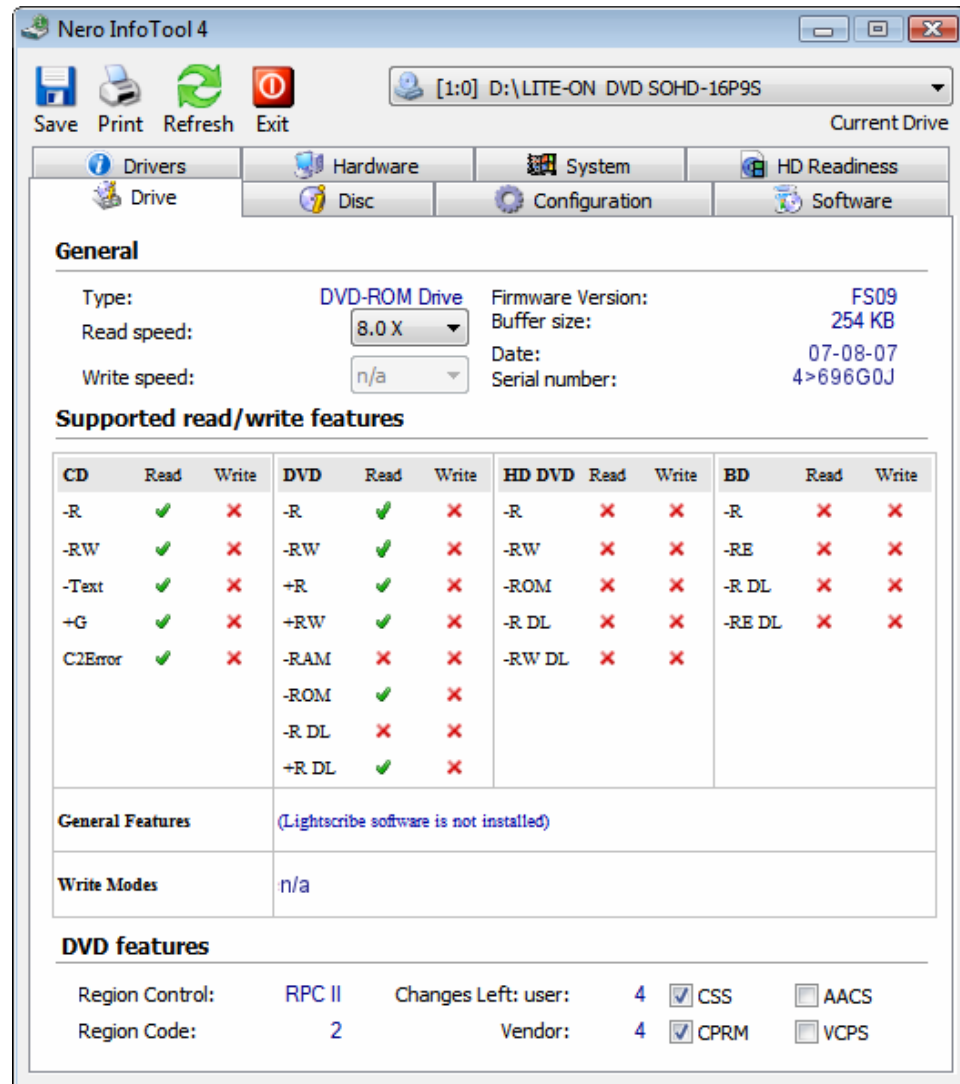 Nero InfoTool 4
[1:0] D:\LITE-ON DVD SOHD-16P9S
Save Print Refresh Exit Current Drive
Drivers Hardware System HD Readiness
Drive Disc Configuration Software
General
Type: DVD-ROM Drive Firmware Version: FS09
Read speed: 8.0 X Buffer size: 254 KB
Date: 07-08-07
Write speed: n/a Serial number: 4>696G0J
Supported read/write features
CD Read Write DVD Read Write HD DVD Read Write BD Read Write
-R -R -R -R
-RW -RW -RW -RE
-Text +R -ROM -R DL
+G +RW -R DL -RE DL
C2Error -RAM -RW DL
-ROM
-R DL
+R DL
General Features (Lightscribe software is not installed)
Write Modes n/a
DVD features
Region Control: RPC II Changes Left: user: 4 CSS AACS
Region Code: 2 Vendor: 4 CPRM VCPS